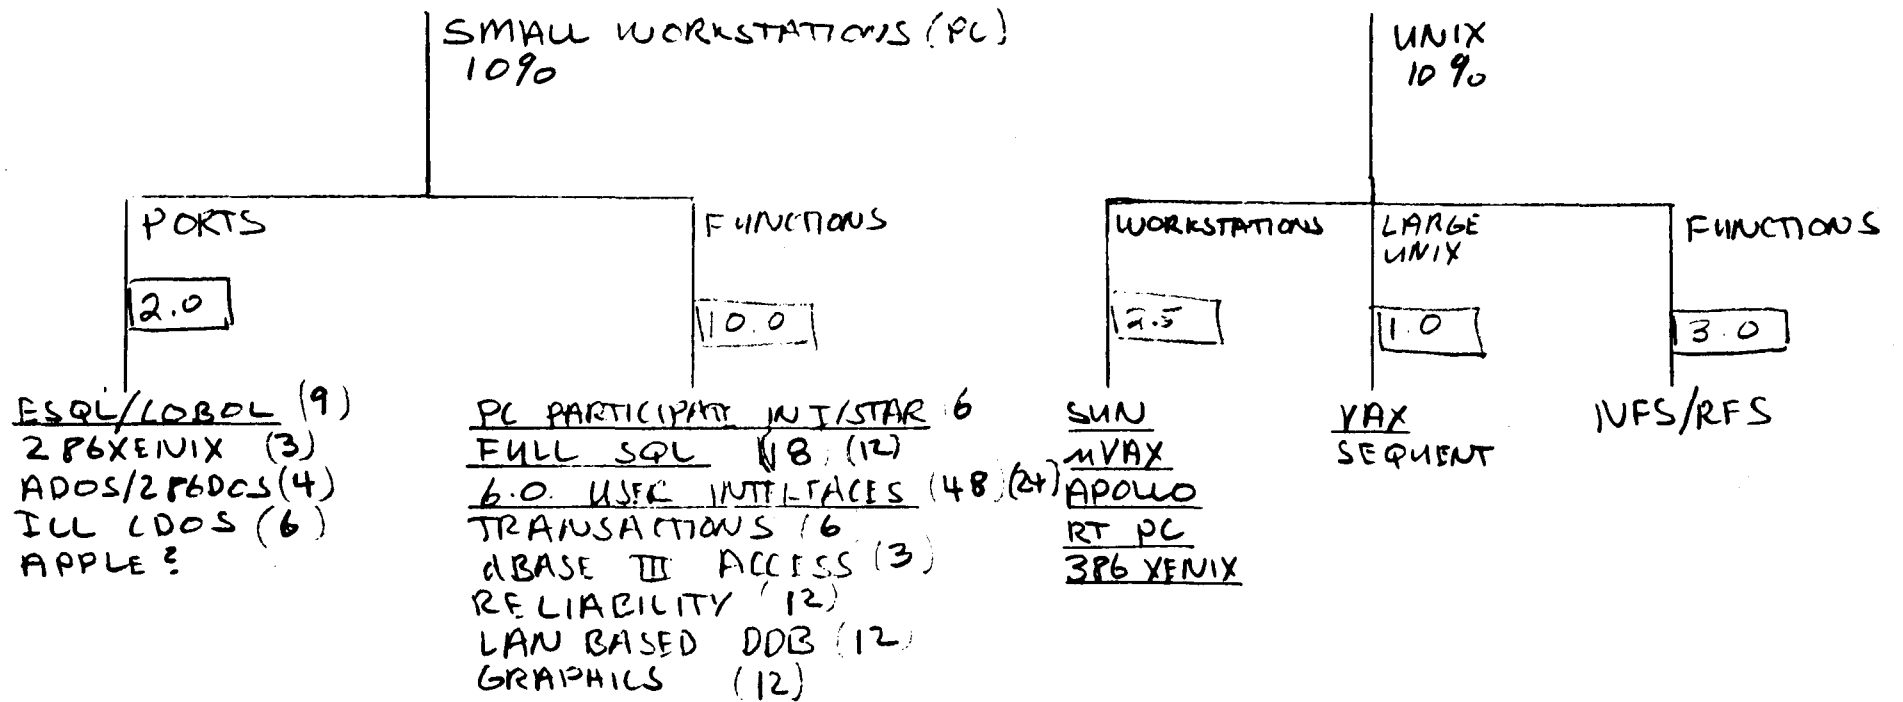 SMALL WORKSTATIONS (PC)
10%
PORTS
2.0
ESQL/COBOL (9)
286XENIX (3)
ADOS/286DOS (4)
ILL CDOS (6)
APPLE?
FUNCTIONS
10.0
PC PARTICIPATE IN I/STAR 6
FULL SQL 18 (12)
6.0. USER INTERFACES (48) (24)
TRANSACTIONS 6
dBASE III ACCESS (3)
RELIABILITY (12)
LAN BASED DDB (12)
GRAPHICS (12)
UNIX
10%
WORKSTATIONS
2.5
SUN
μVAX
APOLLO
RT PC
386 XENIX
LARGE
UNIX
1.0
VAX
SEQUENT
FUNCTIONS
3.0
NFS/RFS